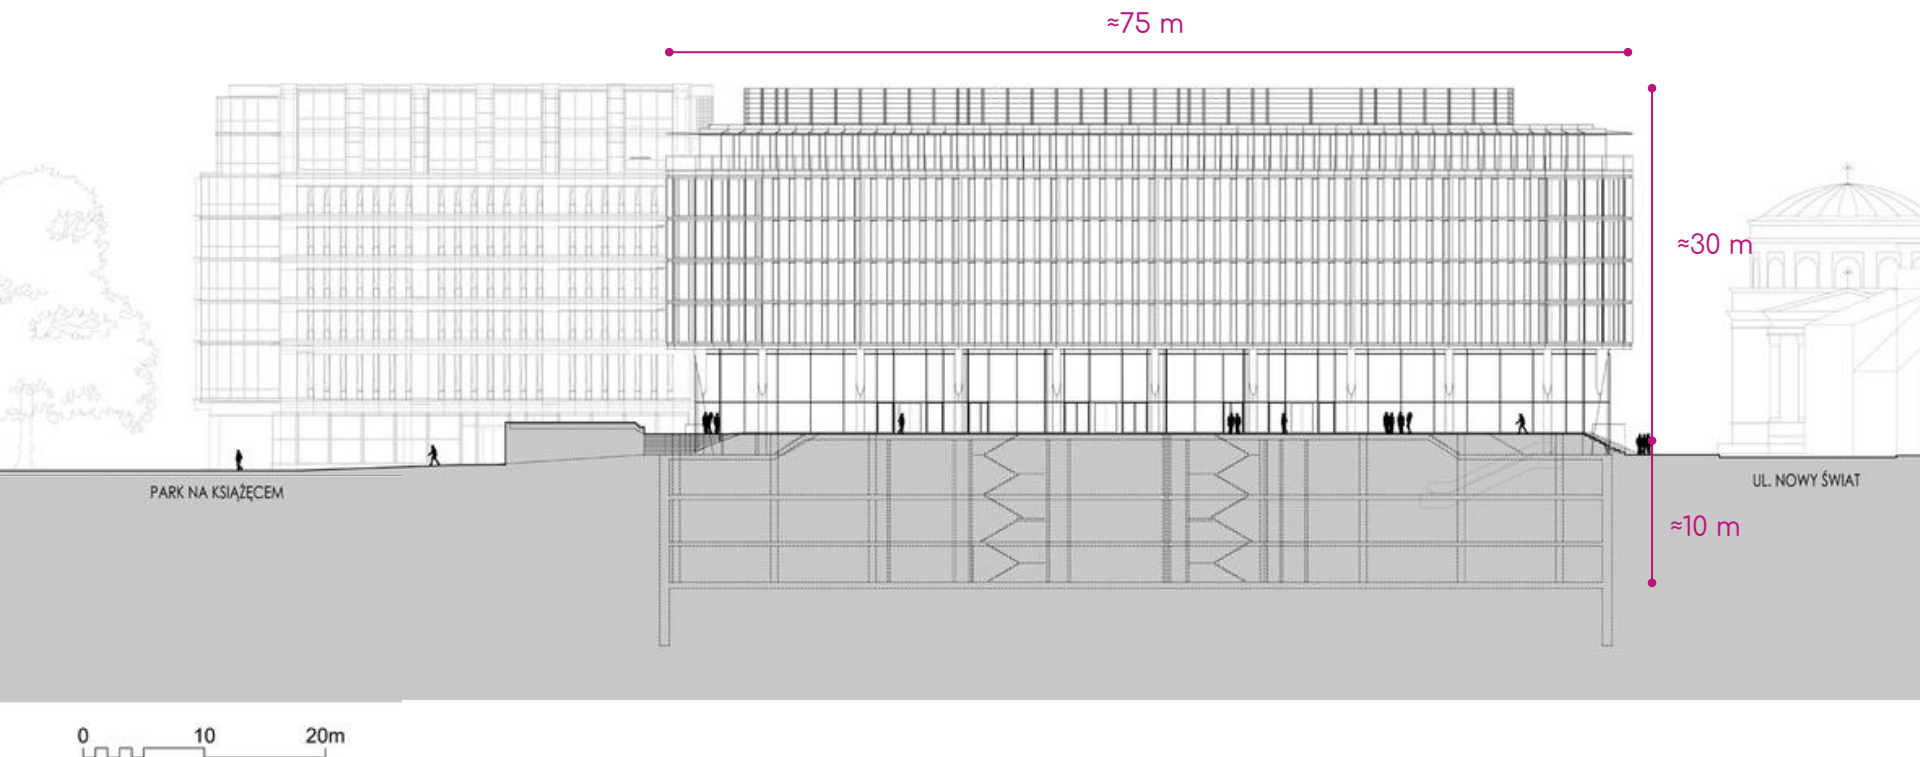 ≈75 m
≈30 m
PARK NA KSIĄŻĘCEM
UL. NOWY ŚWIAT
≈10 m
0 10 20m